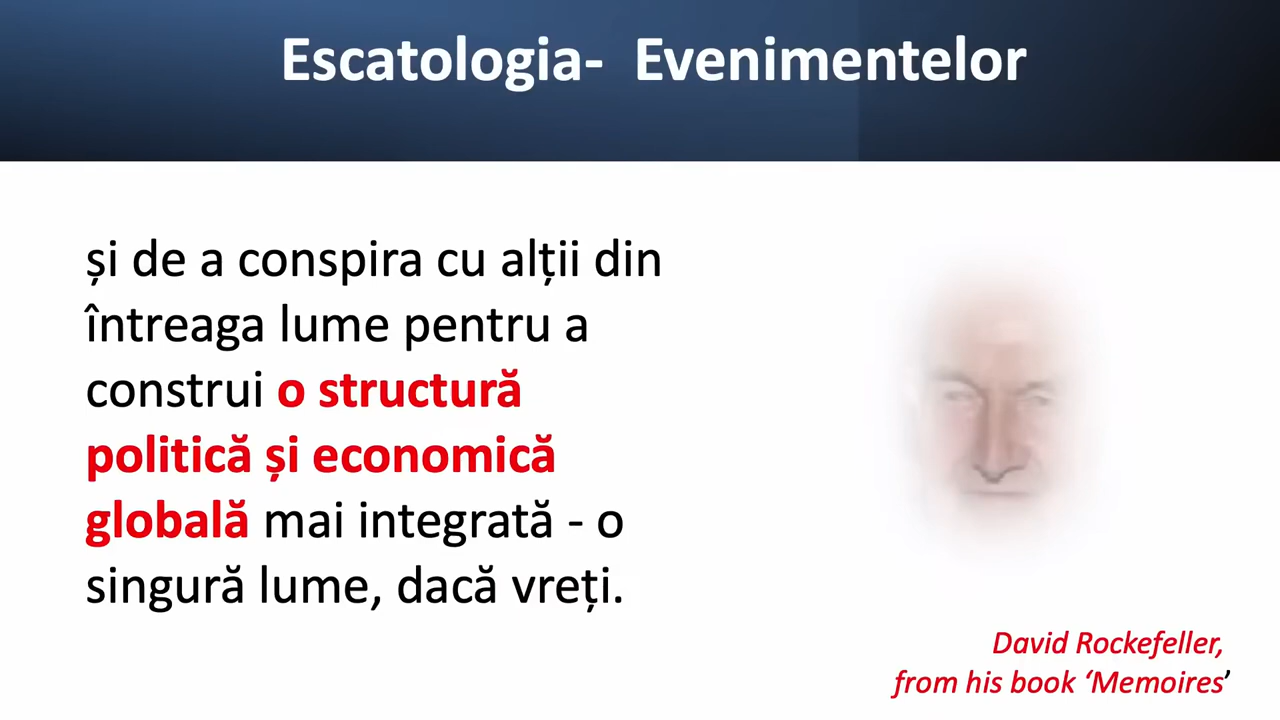 Escatologia- Evenimentelor
și de a conspira cu alții din
întreaga lume pentru a
construi o structură
politică și economică
globală mai integrată - o
singură lume, dacă vreți.
David Rockefeller,
from his book ‘Memoires’